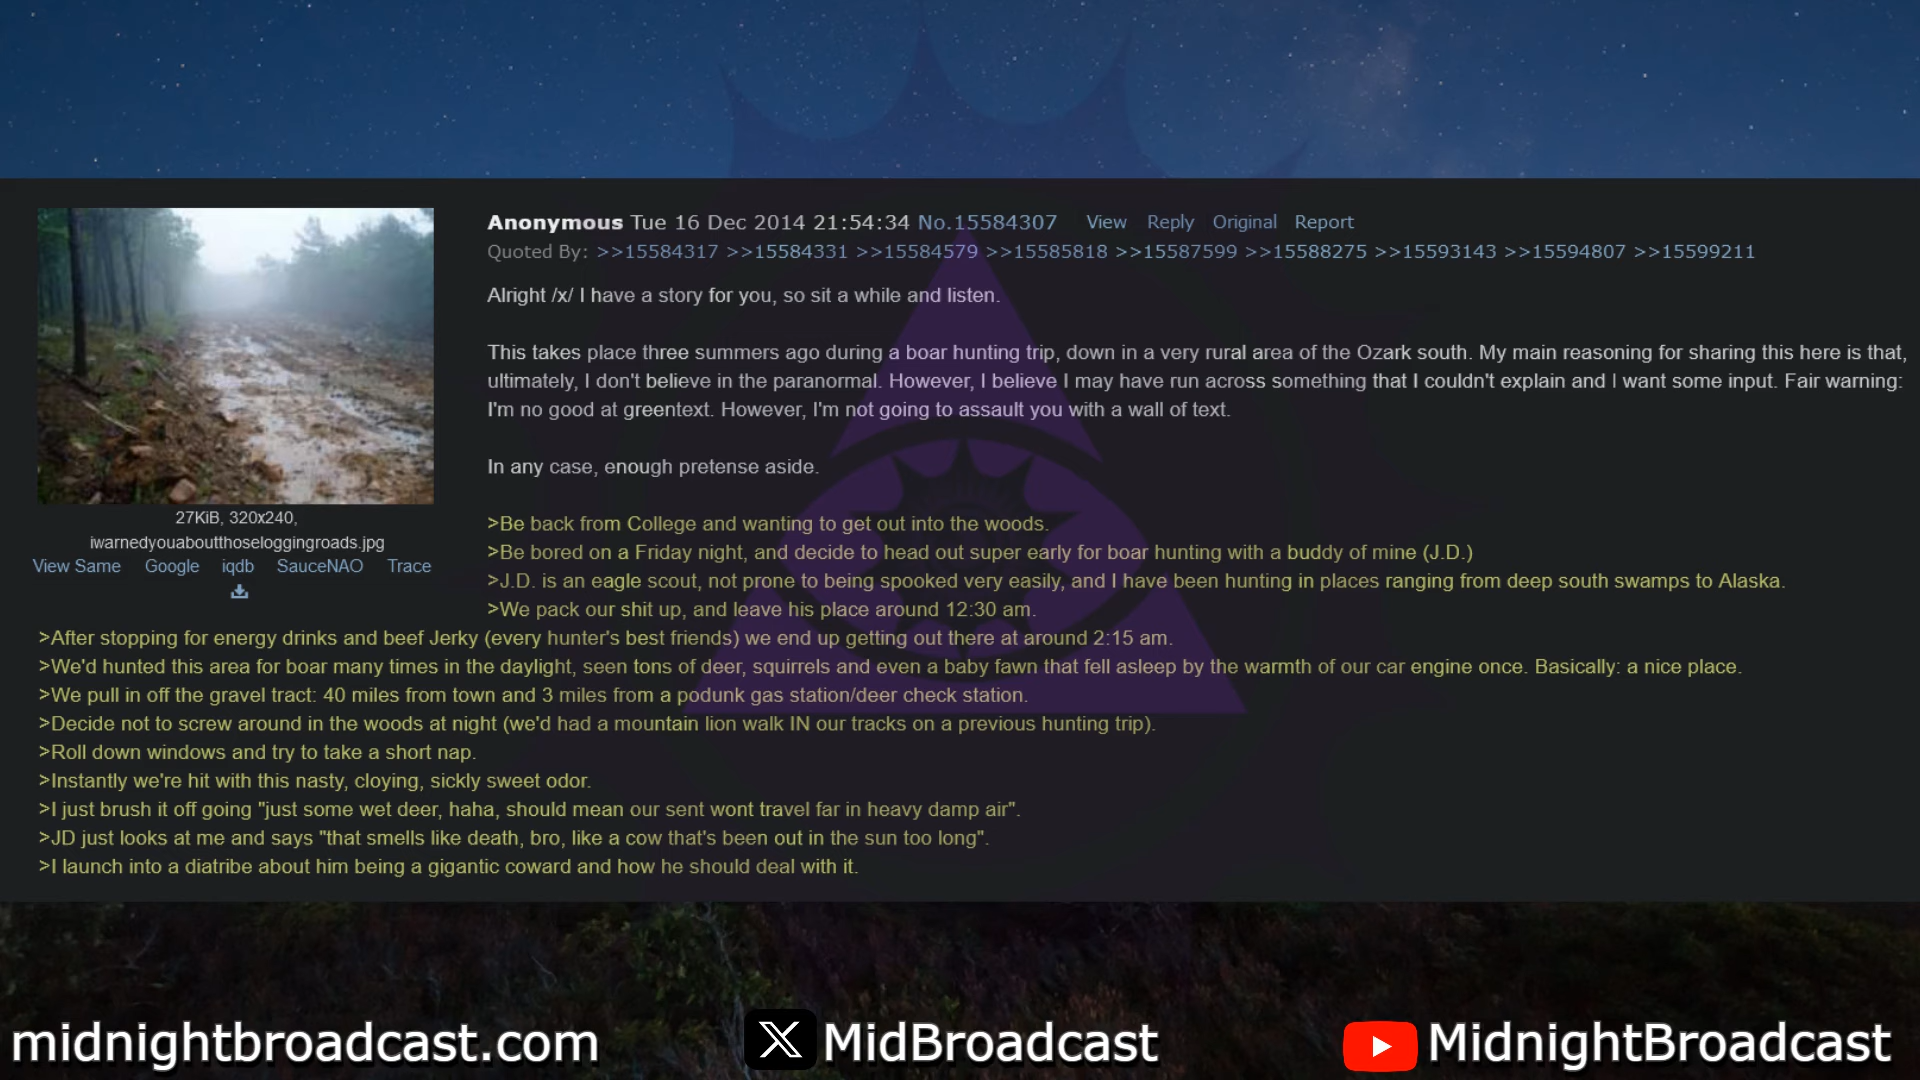 Anonymous Tue 16 Dec 2014 21:54:34 No.15584307 View Reply Original Report
Quoted By: >>15584317 >>15584331 >>15584579 >>15585818 >>15587599 >>15588275 >>15593143 >>15594807 >>15599211
Alright /x/ I have a story for you, so sit a while and listen.
This takes place three summers ago during a boar hunting trip, down in a very rural area of the Ozark south. My main reasoning for sharing this here is that,
ultimately, I don't believe in the paranormal. However, I believe I may have run across something that I couldn't explain and I want some input. Fair warning:
I'm no good at greentext. However, I'm not going to assault you with a wall of text.
In any case, enough pretense aside.
27KiB, 320x240,
iwarnedyouaboutthoseloggingroads.jpg
View Same Google iqdb SauceNAO Trace
>Be back from College and wanting to get out into the woods.
>Be bored on a Friday night, and decide to head out super early for boar hunting with a buddy of mine (J.D.)
>J.D. is an eagle scout, not prone to being spooked very easily, and I have been hunting in places ranging from deep south swamps to Alaska.
>We pack our shit up, and leave his place around 12:30 am.
>After stopping for energy drinks and beef Jerky (every hunter's best friends) we end up getting out there at around 2:15 am.
>We'd hunted this area for boar many times in the daylight, seen tons of deer, squirrels and even a baby fawn that fell asleep by the warmth of our car engine once. Basically: a nice place.
>We pull in off the gravel tract: 40 miles from town and 3 miles from a podunk gas station/deer check station.
>Decide not to screw around in the woods at night (we'd had a mountain lion walk IN our tracks on a previous hunting trip).
>Roll down windows and try to take a short nap.
>Instantly we're hit with this nasty, cloying, sickly sweet odor.
>I just brush it off going "just some wet deer, haha, should mean our sent wont travel far in heavy damp air".
>JD just looks at me and says "that smells like death, bro, like a cow that's been out in the sun too long".
>I launch into a diatribe about him being a gigantic coward and how he should deal with it.
midnightbroadcast.com MidBroadcast MidnightBroadcast